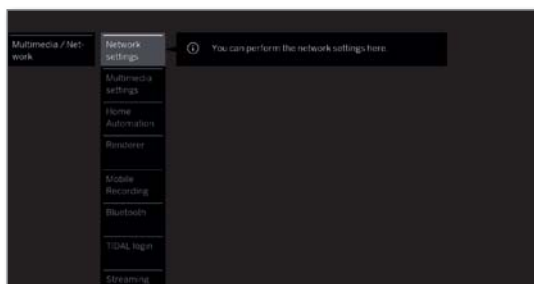 Multimedia / Net-
work
Network
settings
You can perform the network settings here.
Multimedia
settings
Home
Automation
Renderer
Mobile
Recording
Bluetooth
TIDAL login
Streaming